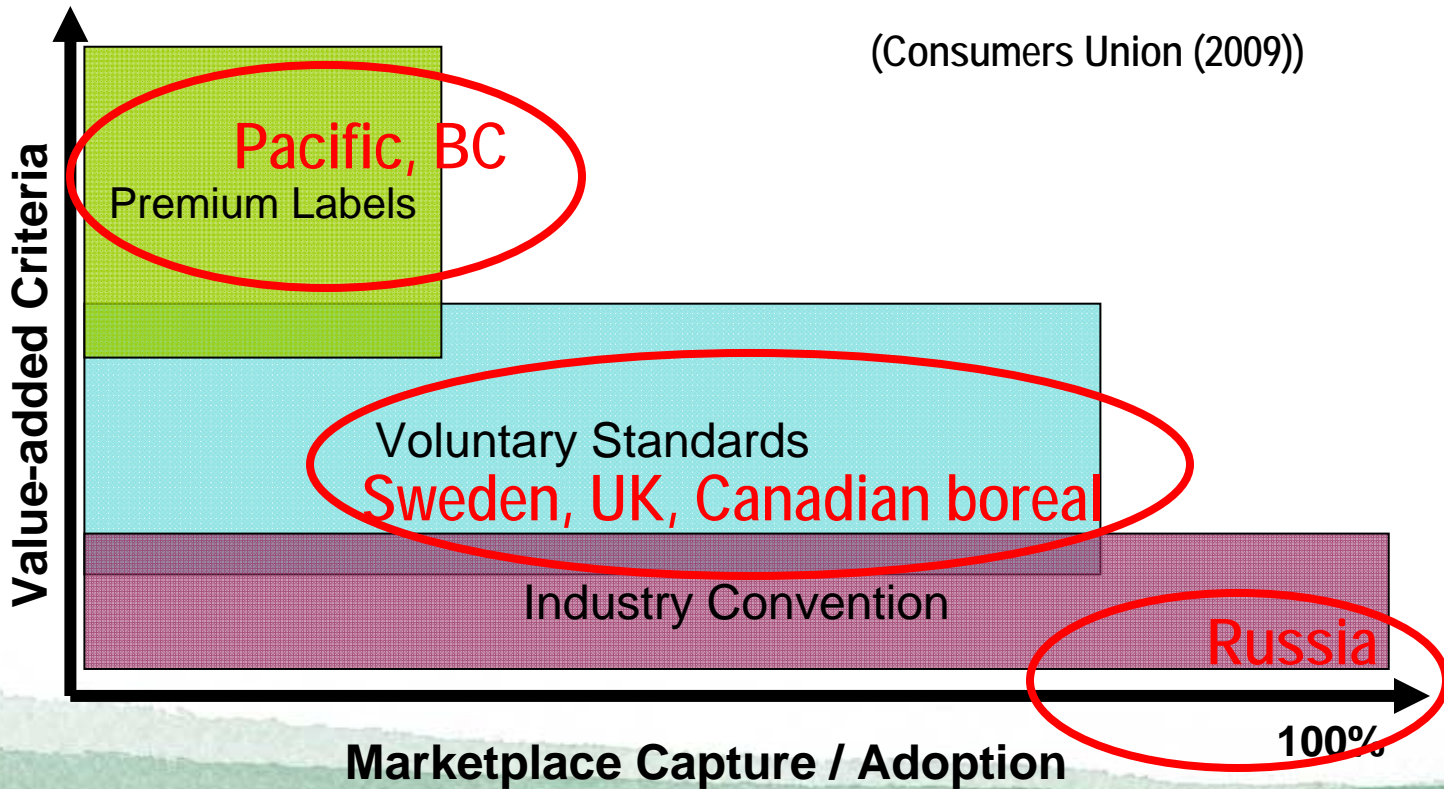 (Consumers Union (2009))
Value-added Criteria
Pacific, BC
Premium Labels
Voluntary Standards
Sweden, UK, Canadian boreal
Industry Convention
Russia
100%
Marketplace Capture / Adoption